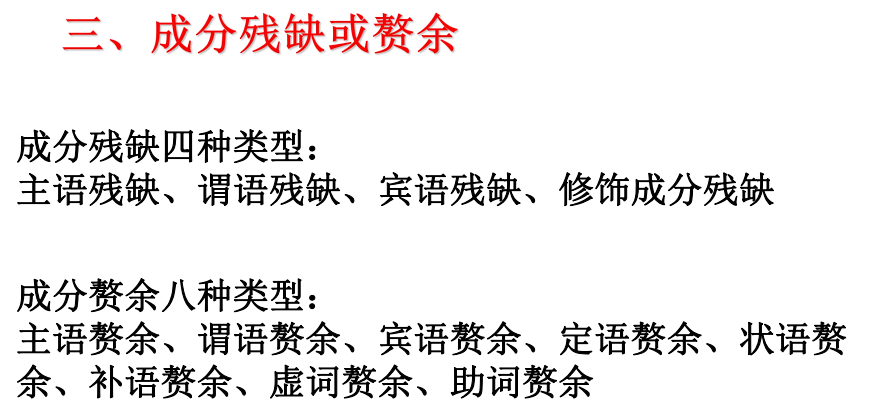 三、成分残缺或赘余
成分残缺四种类型：
主语残缺、谓语残缺、宾语残缺、修饰成分残缺
成分赘余八种类型：
主语赘余、谓语赘余、宾语赘余、定语赘余、状语赘
余、补语赘余、虚词赘余、助词赘余